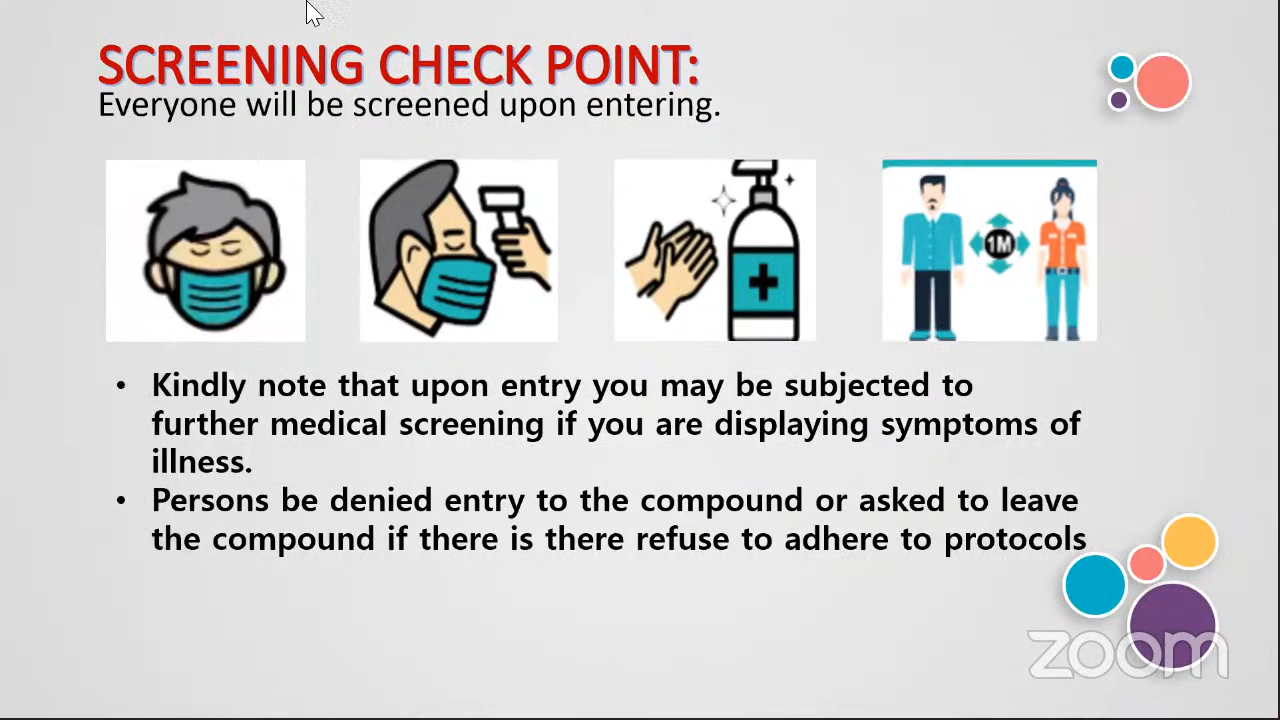 SCREENING CHECK POINT:
Everyone will be screened upon entering.
1M
• Kindly note that upon entry you may be subjected to
further medical screening if you are displaying symptoms of
illness.
• Persons be denied entry to the compound or asked to leave
the compound if there is there refuse to adhere to protocols
zoom